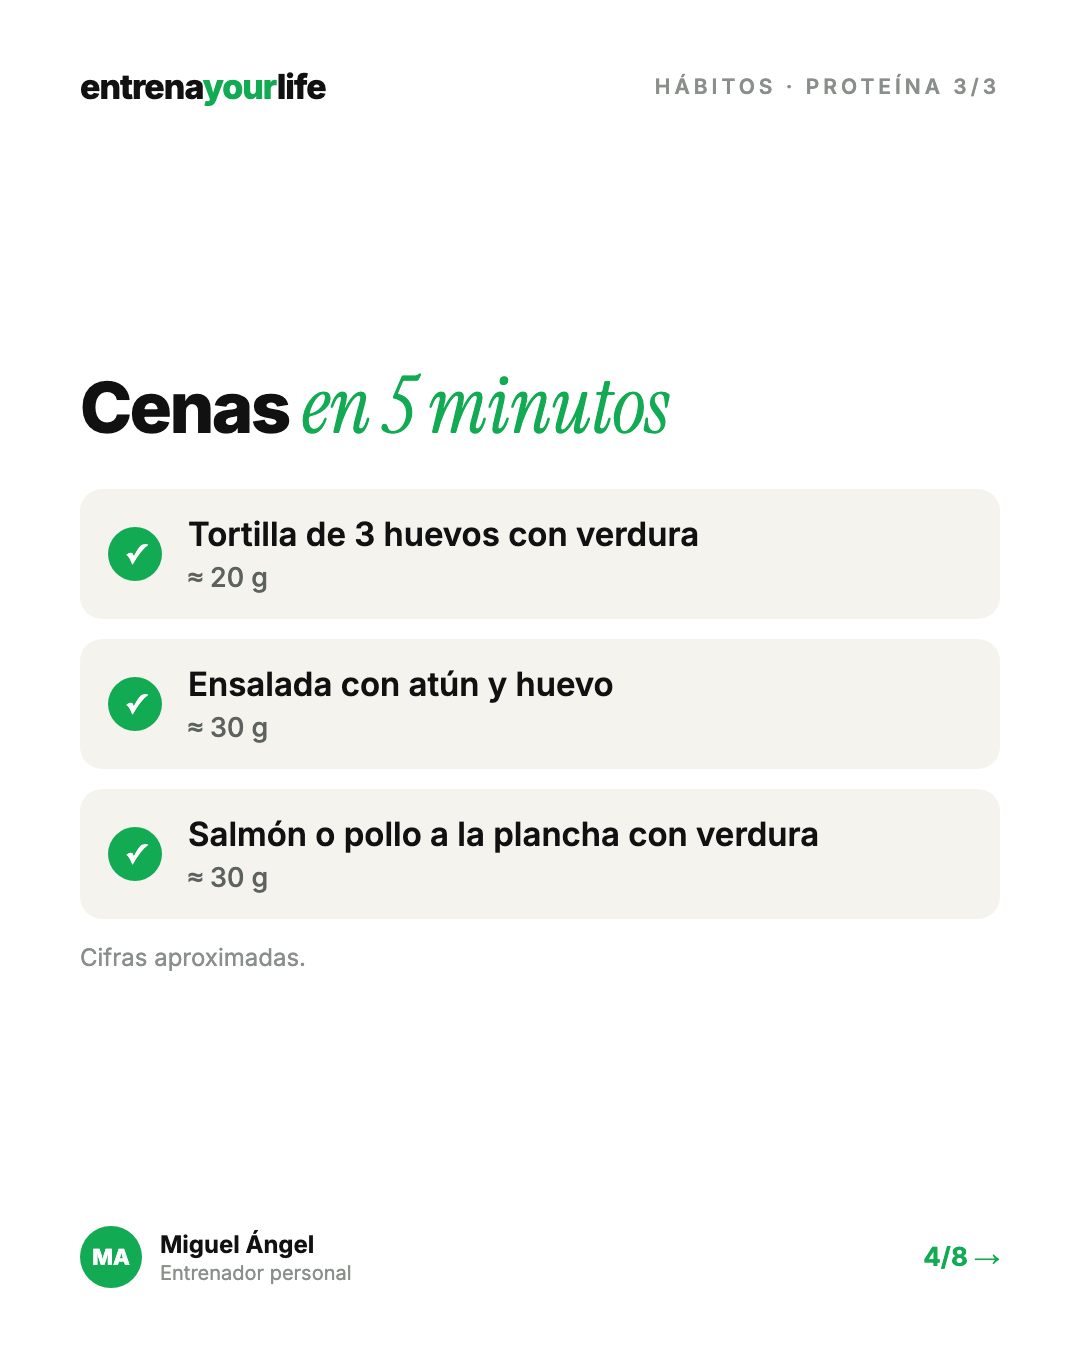 entrenayourlife
HÁBITOS · PROTEÍNA 3/3
Cenas en 5 minutos
✓ Tortilla de 3 huevos con verdura
≈ 20 g
✓ Ensalada con atún y huevo
≈ 30 g
✓ Salmón o pollo a la plancha con verdura
≈ 30 g
Cifras aproximadas.
MA
Miguel Ángel
Entrenador personal
4/8 →